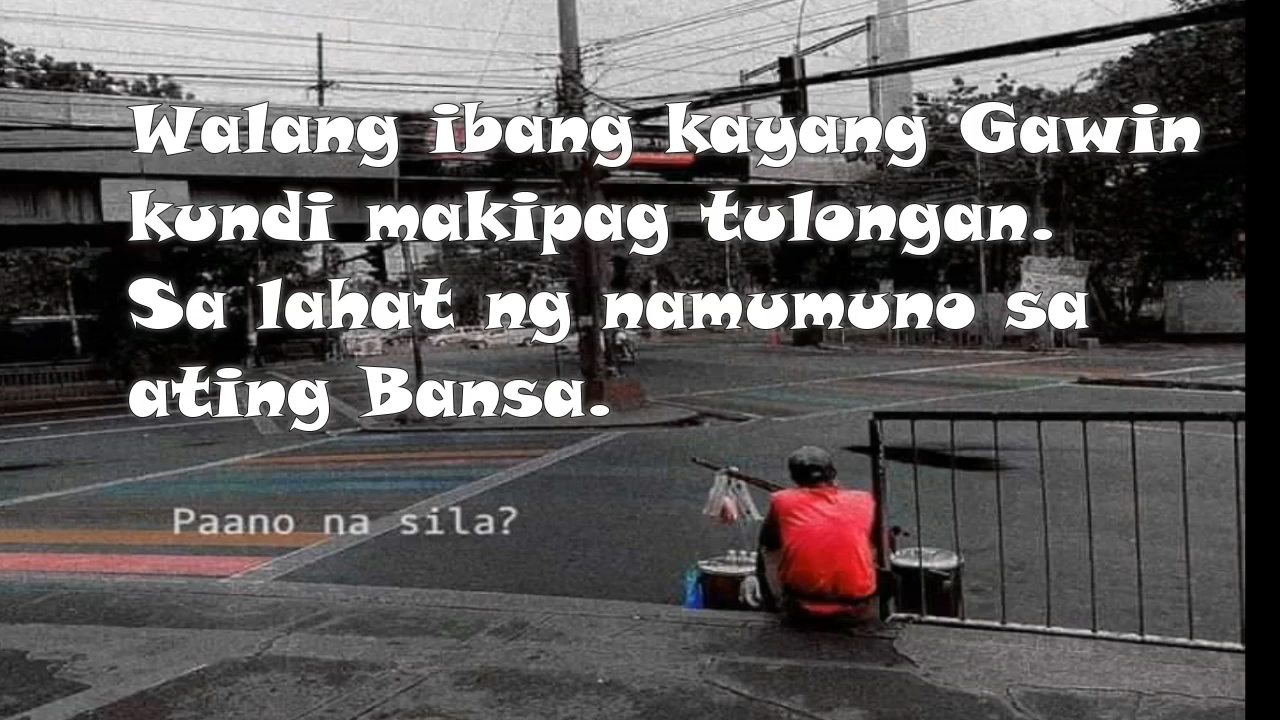 Walang ibang kayang Gawin
kundi makipag tulongan.
Sa lahat ng namumuno sa
ating Bansa.
Paano na sila?